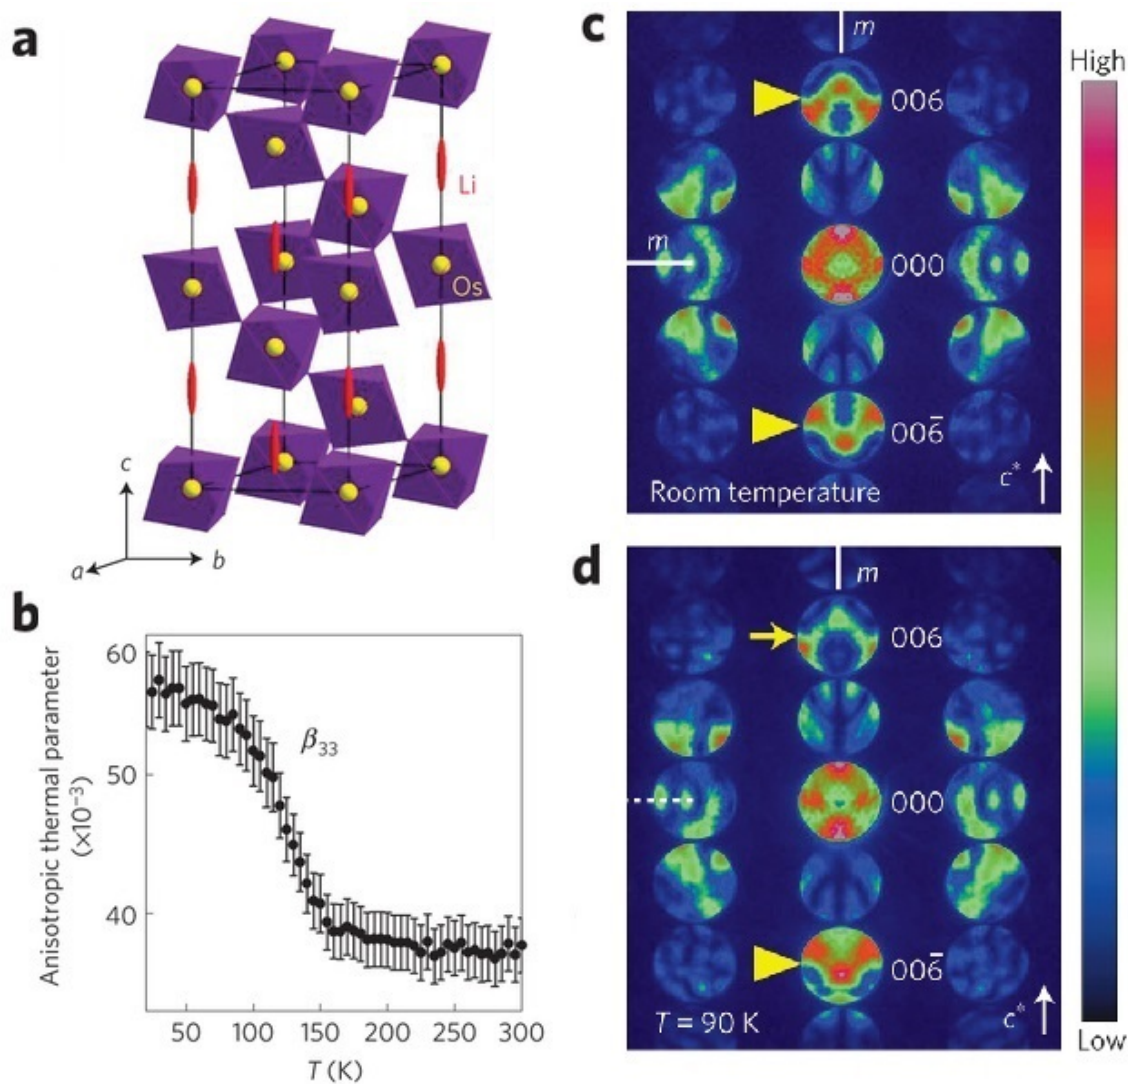 a
Li
Os
c
a
b
b
Anisotropic thermal parameter
(×10⁻³)
60
50
40
β₃₃
50 100 150 200 250 300
T (K)
c
m
006
m
000
006̅
Room temperature
c*
d
m
006
000
006̅
T = 90 K
c*
High
Low